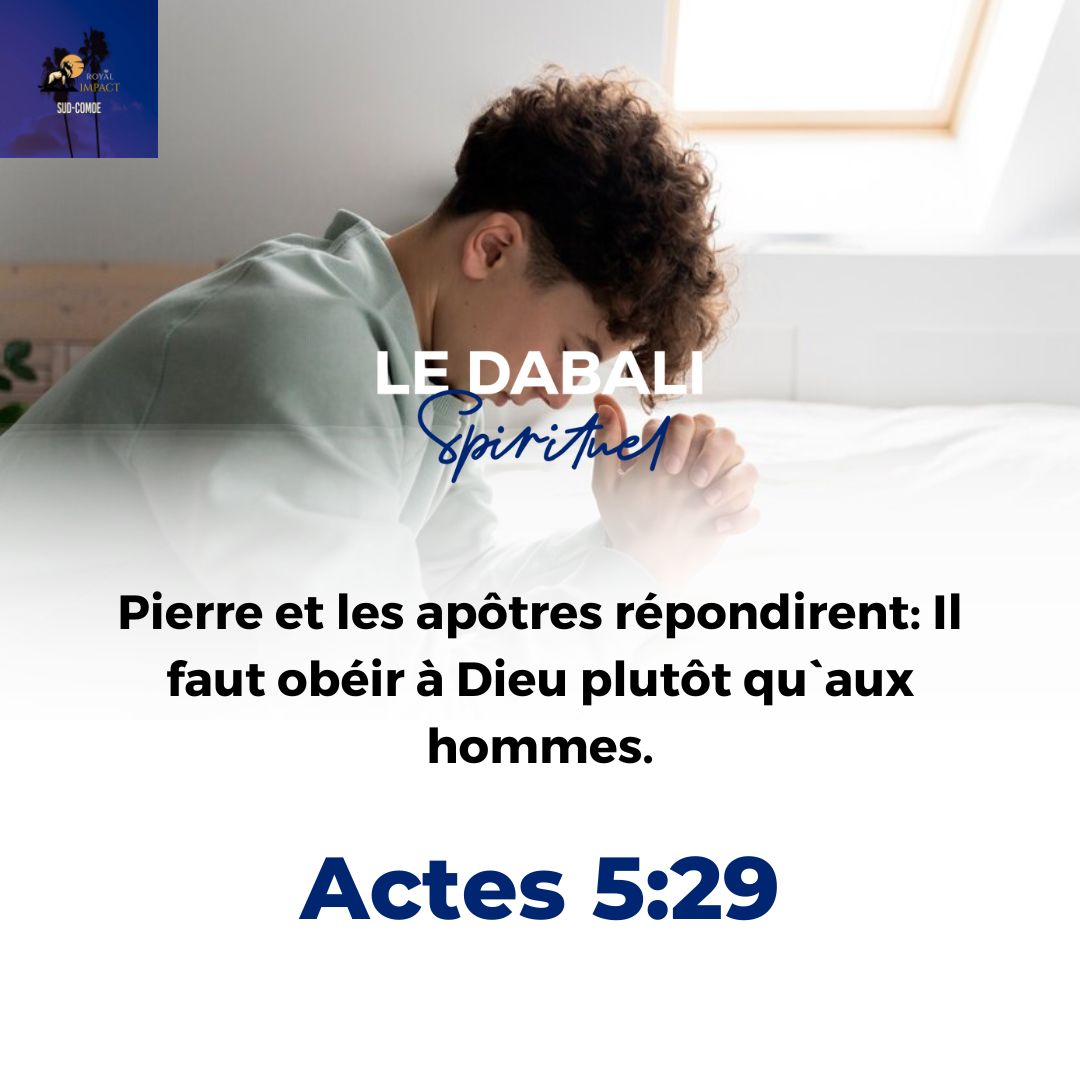 ROYAL
IMPACT
SUD-COMOE
LE DABALI
Spirituel
Pierre et les apôtres répondirent: Il
faut obéir à Dieu plutôt qu`aux
hommes.
Actes 5:29